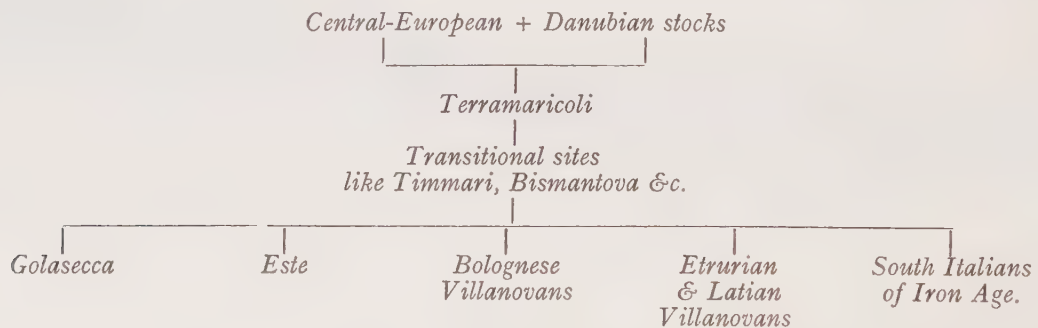 Central-European + Danubian stocks
Terramaricoli
Transitional sites
like Timmari, Bismantova &c.
Golasecca
Este
Bolognese
Villanovans
Etrurian
& Latian
Villanovans
South Italians
of Iron Age.